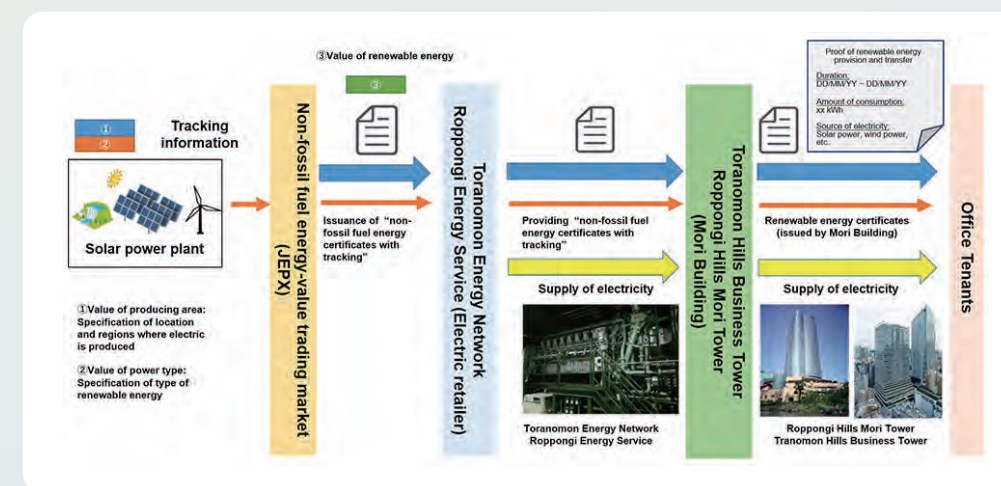 ③Value of renewable energy
③
①
②
Tracking
information
Solar power plant
①Value of producing area:
Specification of location
and regions where electric
is produced
②Value of power type:
Specification of type of
renewable energy
Non-fossil fuel energy-value trading market
(JEPX)
Issuance of “non-
fossil fuel energy
certificates with
tracking”
Toranomon Energy Network
Roppongi Energy Service (Electric retailer)
Providing “non-fossil fuel
energy certificates with
tracking”
Supply of electricity
Toranomon Energy Network
Roppongi Energy Service
Toranomon Hills Business Tower
Roppongi Hills Mori Tower
(Mori Building)
Proof of renewable energy
provision and transfer
Duration:
DD/MM/YY ~ DD/MM/YY
Amount of consumption:
xx kWh
Source of electricity:
Solar power, wind power,
etc.
Renewable energy certificates
(issued by Mori Building)
Supply of electricity
Roppongi Hills Mori Tower
Tranomon Hills Business Tower
Office Tenants